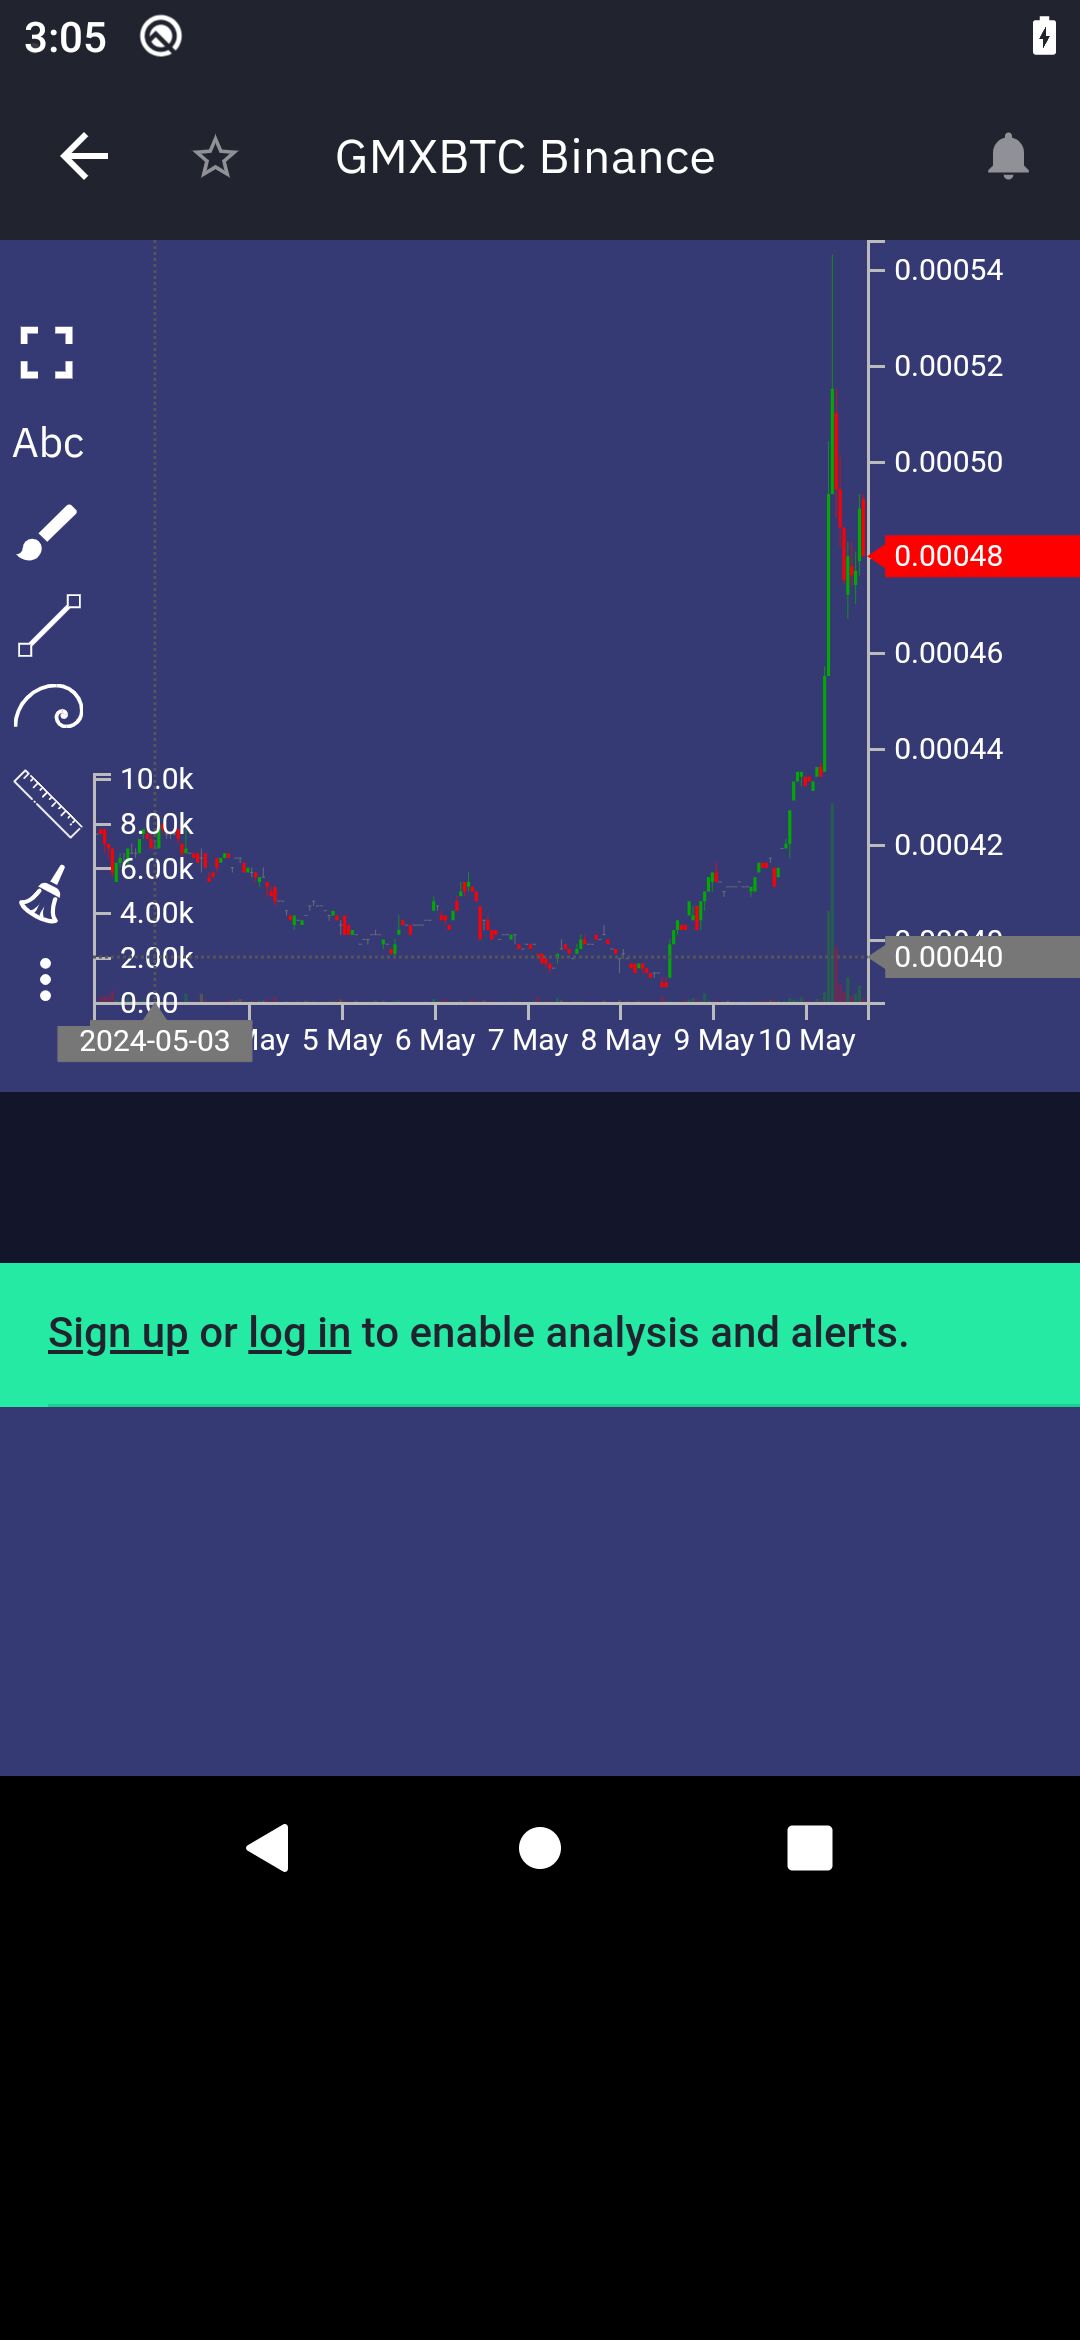 3:05
GMXBTC Binance
0.00054
0.00052
0.00050
Abc
0.00048
0.00046
0.00044
10.0k
8.00k
0.00042
6.00k
4.00k
2.00k
0.00040
0.00
2024-05-03 5 May 6 May 7 May 8 May 9 May 10 May
Sign up or log in to enable analysis and alerts.